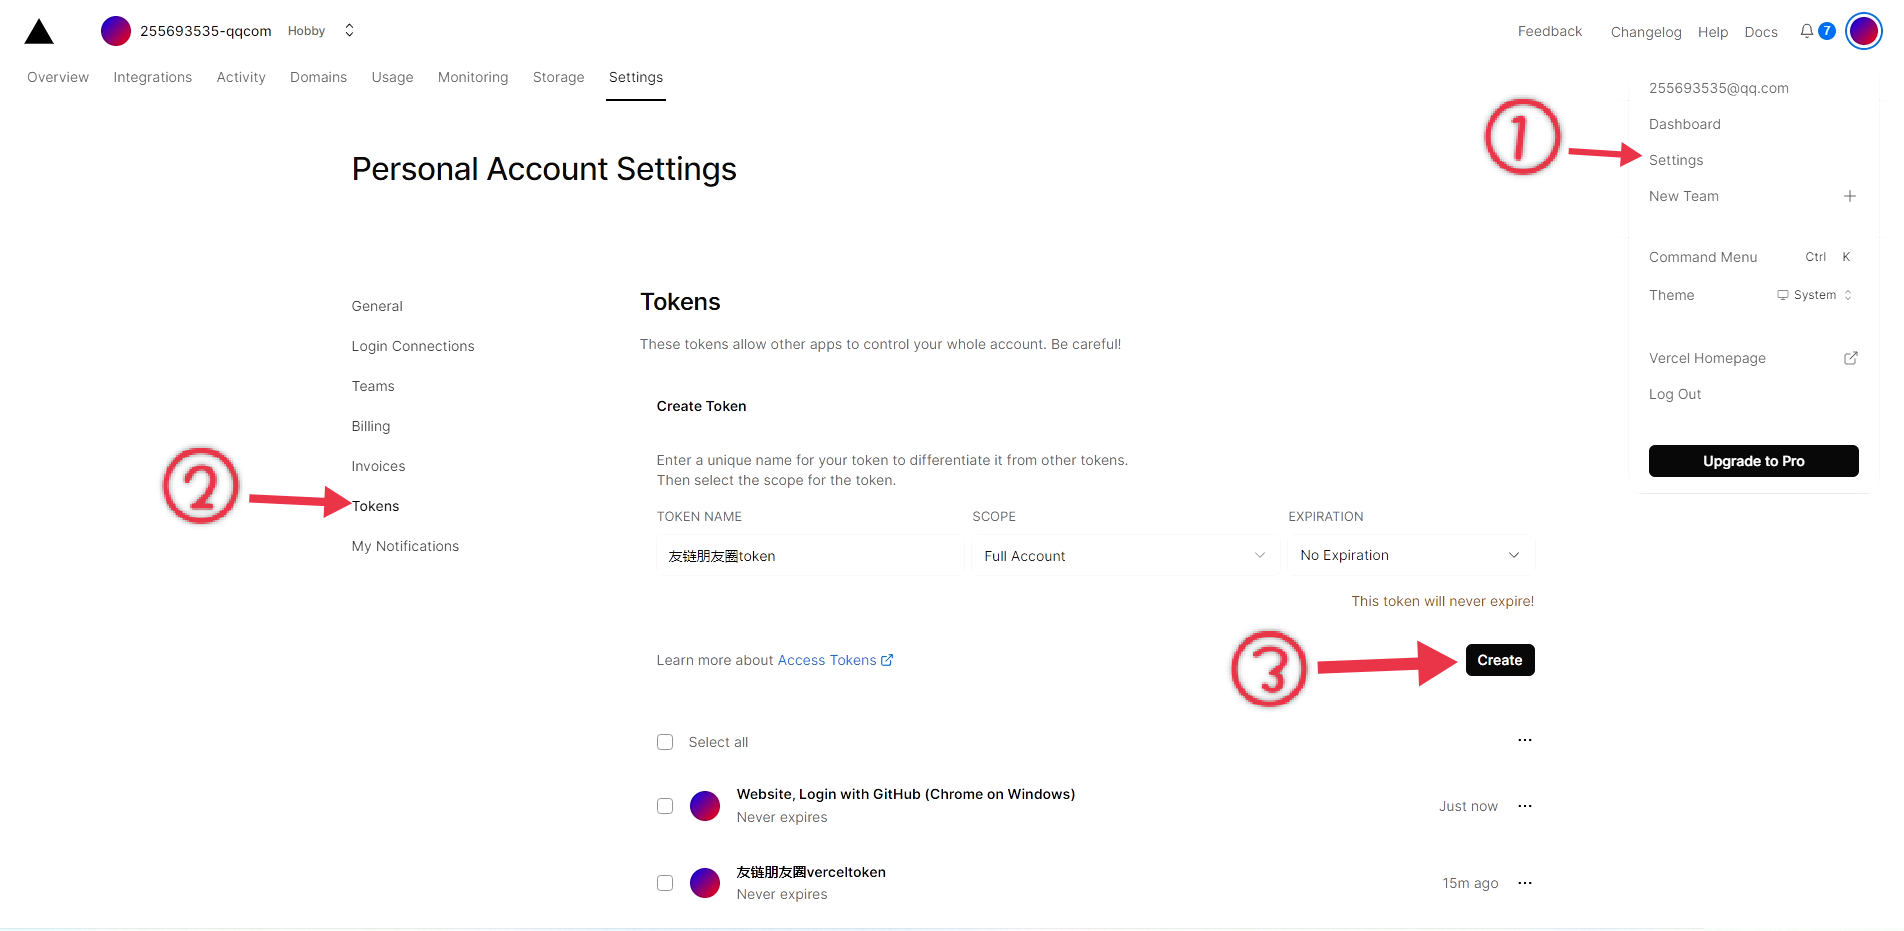 255693535-qqcom Hobby
Feedback Changelog Help Docs 7
Overview Integrations Activity Domains Usage Monitoring Storage Settings
255693535@qq.com
Dashboard
① Settings
New Team
Command Menu Ctrl K
Theme System
Vercel Homepage
Log Out
Upgrade to Pro
Personal Account Settings
General
Login Connections
Teams
Billing
Invoices
② Tokens
My Notifications
Tokens
These tokens allow other apps to control your whole account. Be careful!
Create Token
Enter a unique name for your token to differentiate it from other tokens.
Then select the scope for the token.
TOKEN NAME SCOPE EXPIRATION
友链朋友圈token Full Account No Expiration
This token will never expire!
Learn more about Access Tokens ③ Create
Select all
Website, Login with GitHub (Chrome on Windows)
Never expires
Just now
友链朋友圈verceltoken
Never expires
15m ago